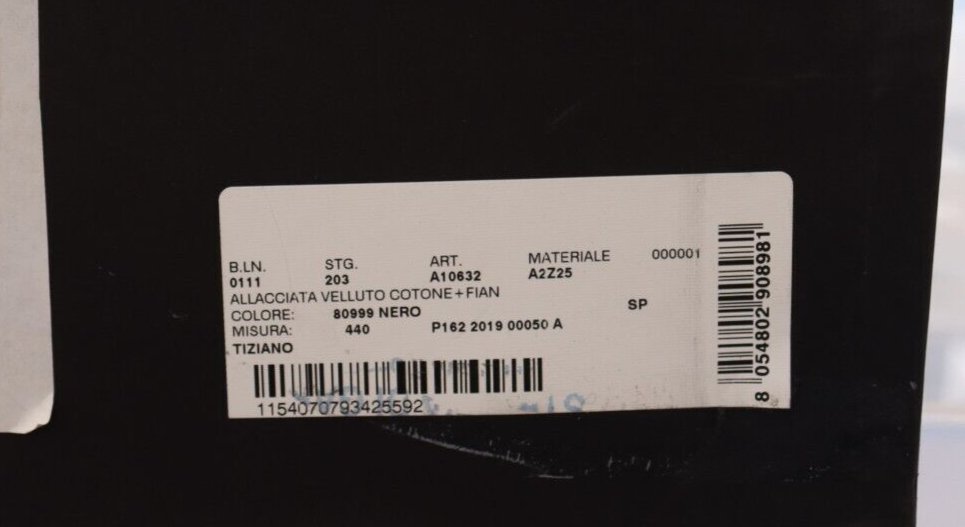 B.LN. STG. ART. MATERIALE 000001
0111 203 A10632 A2Z25
ALLACCIATA VELLUTO COTONE+FIAN
SP
COLORE: 80999 NERO
MISURA: 440 P162 2019 00050 A
TIZIANO
1154070793425592
8 054802 908981